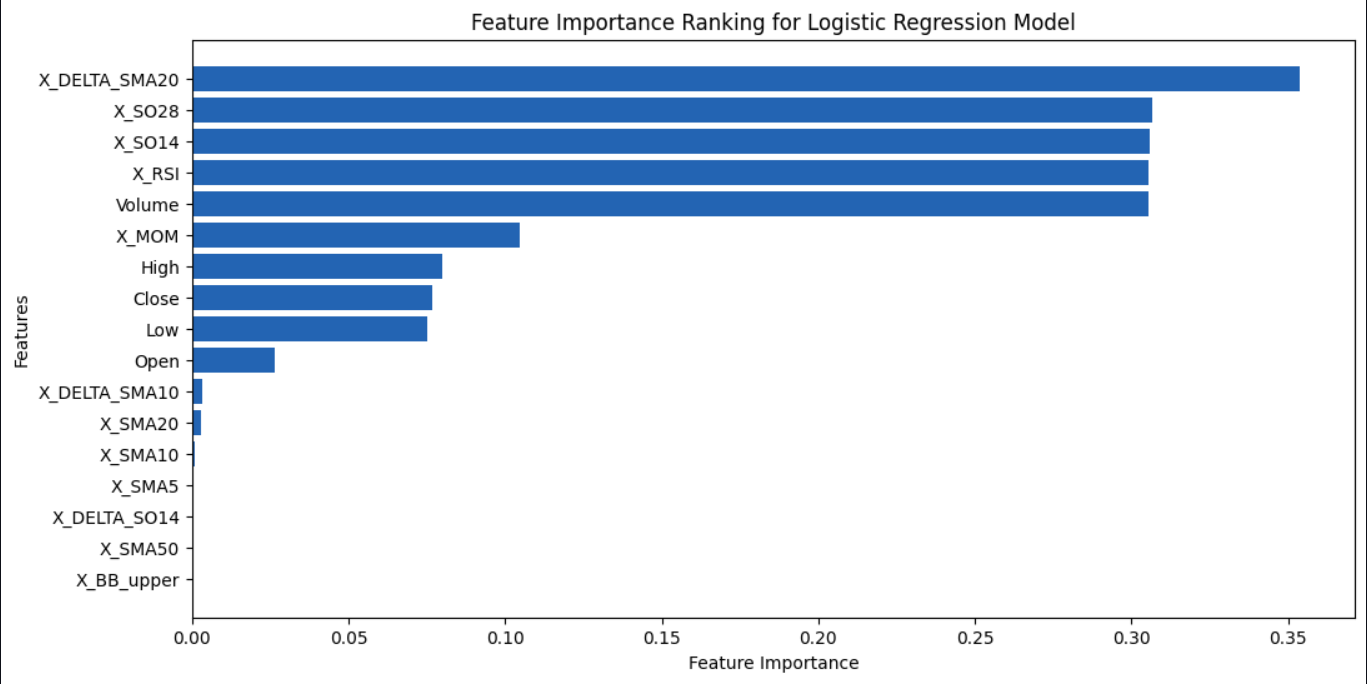 Feature Importance Ranking for Logistic Regression Model
Features
X_DELTA_SMA20
X_SO28
X_SO14
X_RSI
Volume
X_MOM
High
Close
Low
Open
X_DELTA_SMA10
X_SMA20
X_SMA10
X_SMA5
X_DELTA_SO14
X_SMA50
X_BB_upper
0.00 0.05 0.10 0.15 0.20 0.25 0.30 0.35
Feature Importance